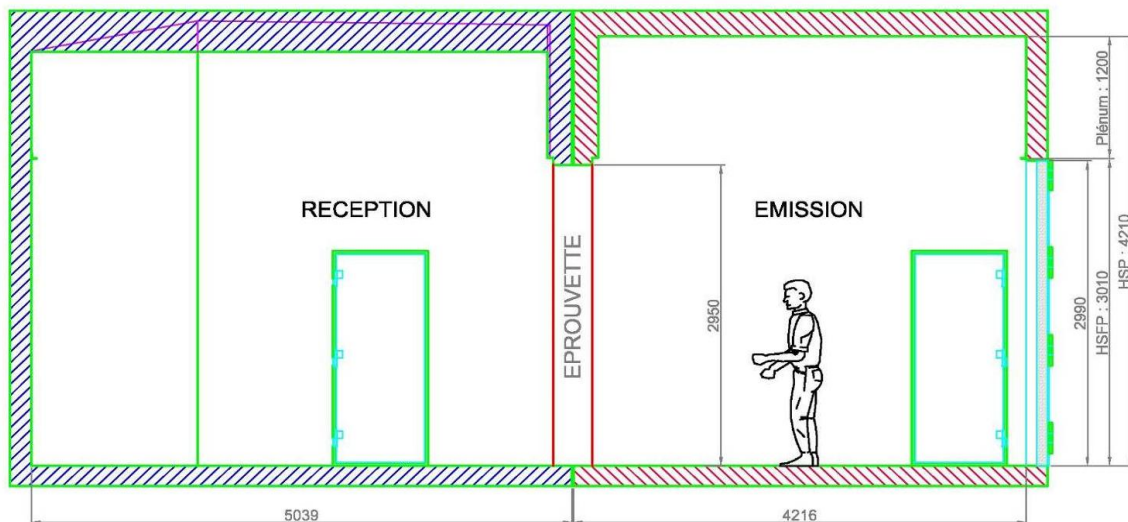 RECEPTION
EMISSION
EPROUVETTE
2950
2990
HSFP : 3010
Plénum : 1200
HSP : 4210
5039
4216